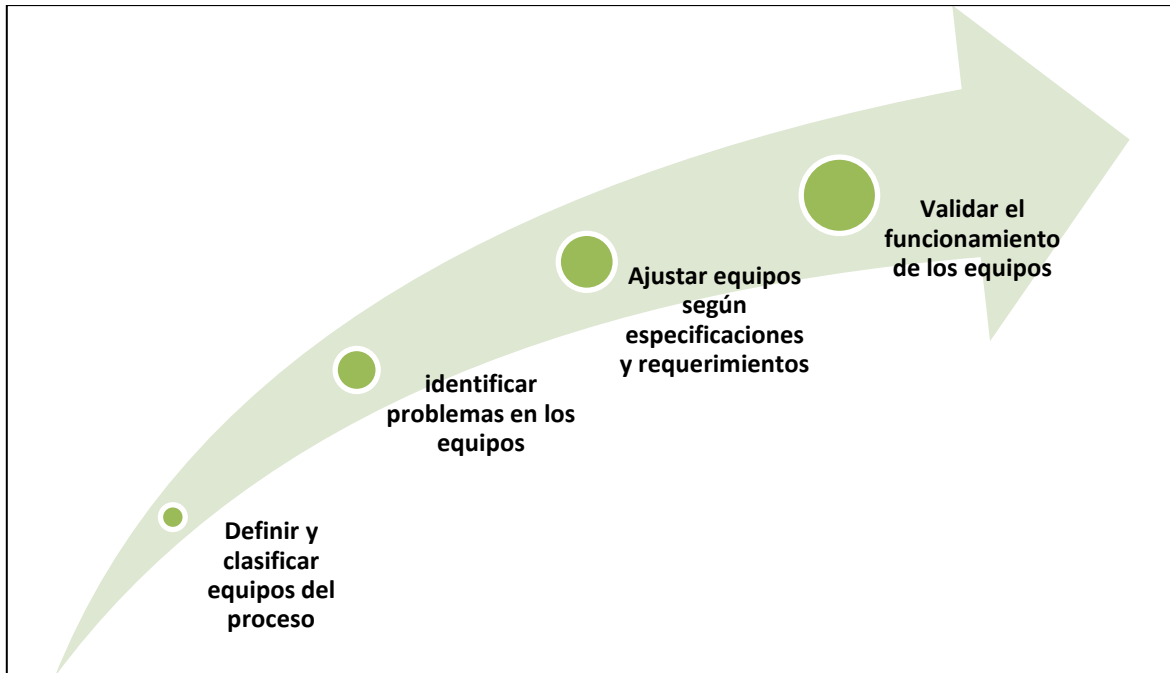 Definir y
clasificar
equipos del
proceso
identificar
problemas en los
equipos
Ajustar equipos
según
especificaciones
y requerimientos
Validar el
funcionamiento
de los equipos